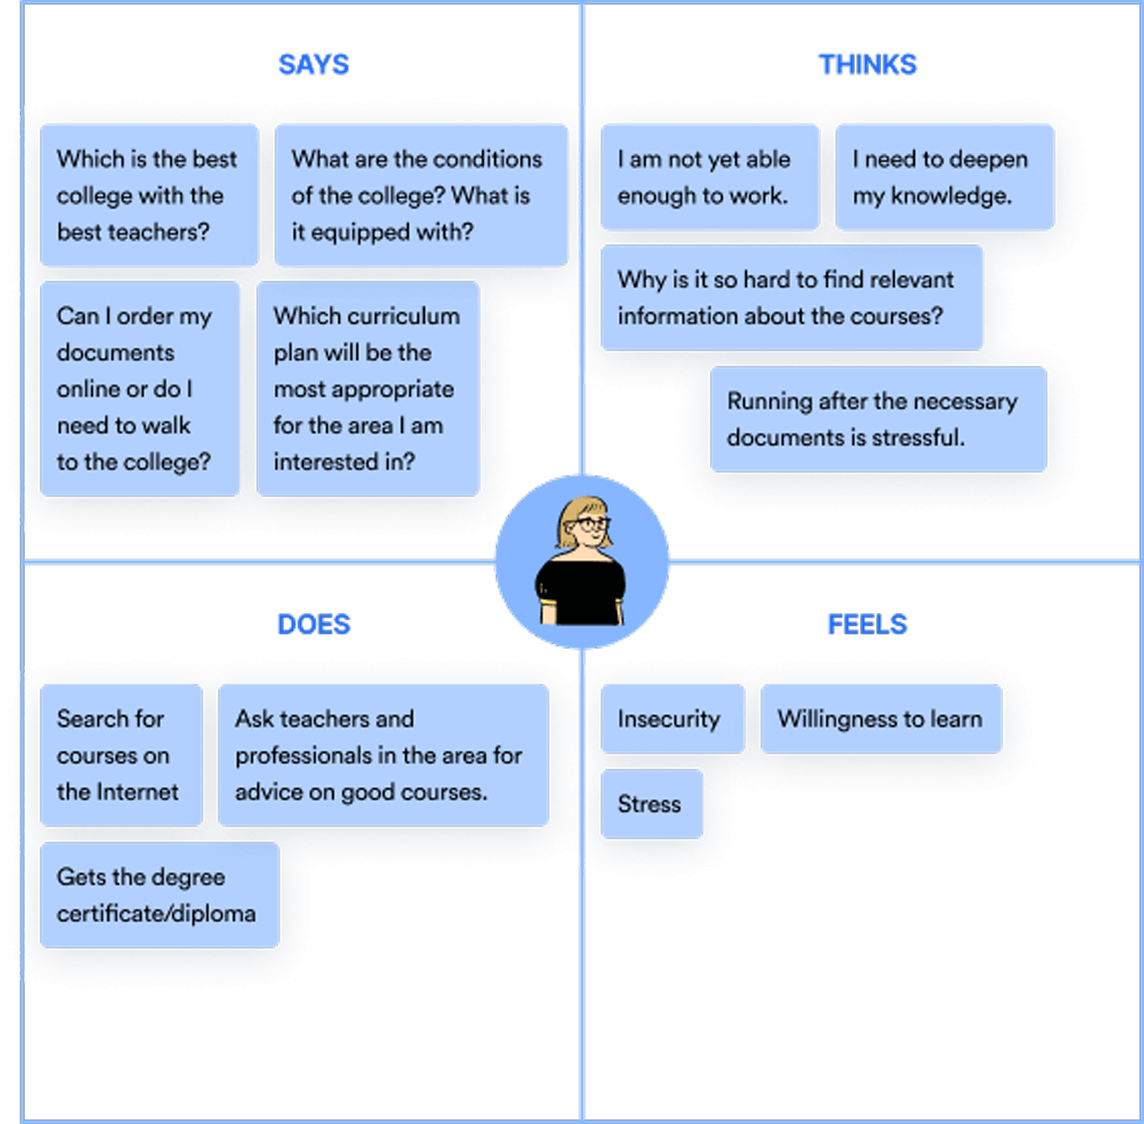 SAYS
Which is the best
college with the
best teachers?
What are the conditions
of the college? What is
it equipped with?
Can I order my
documents
online or do I
need to walk
to the college?
Which curriculum
plan will be the
most appropriate
for the area I am
interested in?
THINKS
I am not yet able
enough to work.
I need to deepen
my knowledge.
Why is it so hard to find relevant
information about the courses?
Running after the necessary
documents is stressful.
DOES
Search for
courses on
the Internet
Ask teachers and
professionals in the area for
advice on good courses.
Gets the degree
certificate/diploma
FEELS
Insecurity
Willingness to learn
Stress